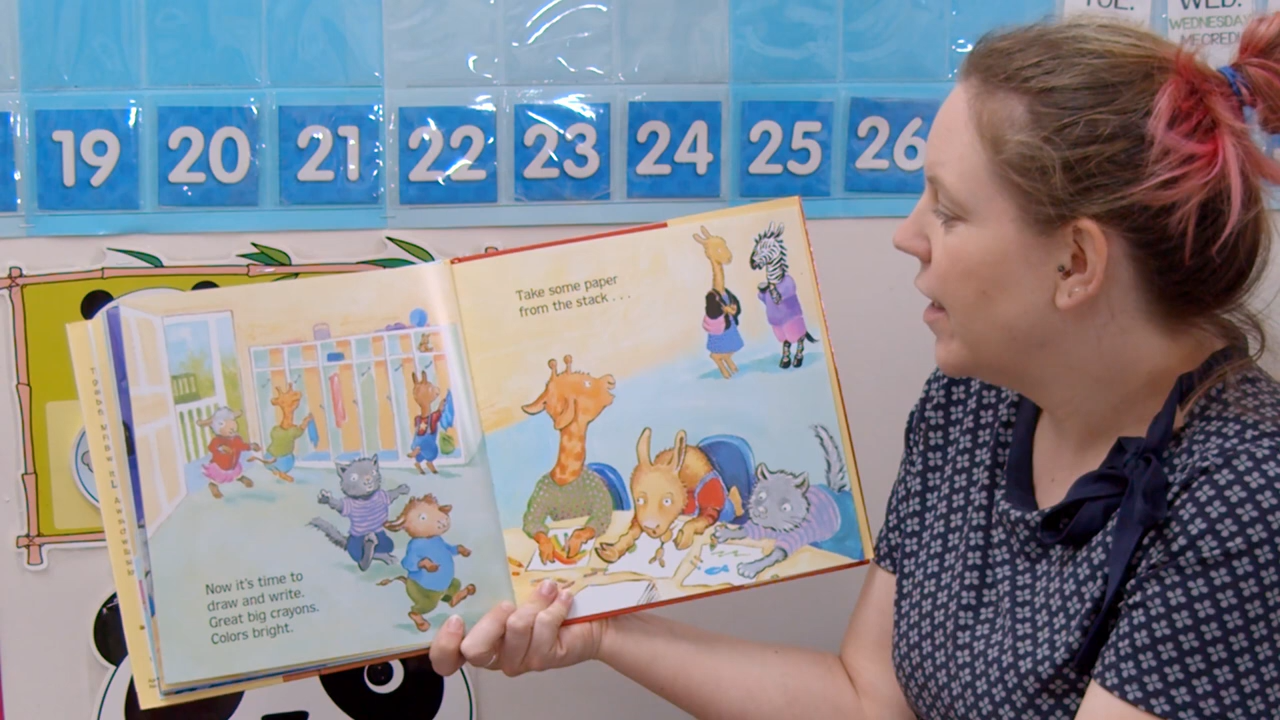 TUE.
WED.
WEDNESDAY
19 20 21 22 23 24 25 26
Take some paper
from the stack . . .
Now it's time to
draw and write.
Great big crayons.
Colors bright.